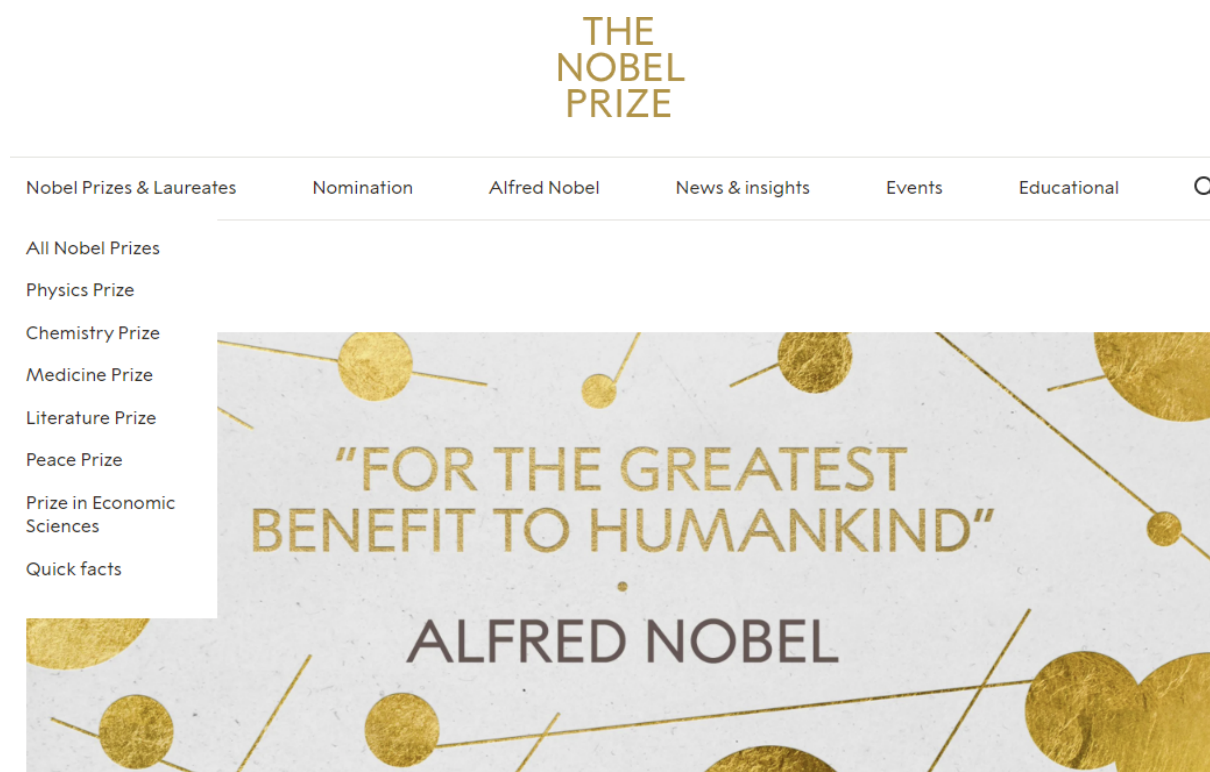 THE
NOBEL
PRIZE
Nobel Prizes & Laureates Nomination Alfred Nobel News & insights Events Educational
All Nobel Prizes
Physics Prize
Chemistry Prize
Medicine Prize
Literature Prize
Peace Prize
Prize in Economic
Sciences
Quick facts
“FOR THE GREATEST
BENEFIT TO HUMANKIND”
ALFRED NOBEL